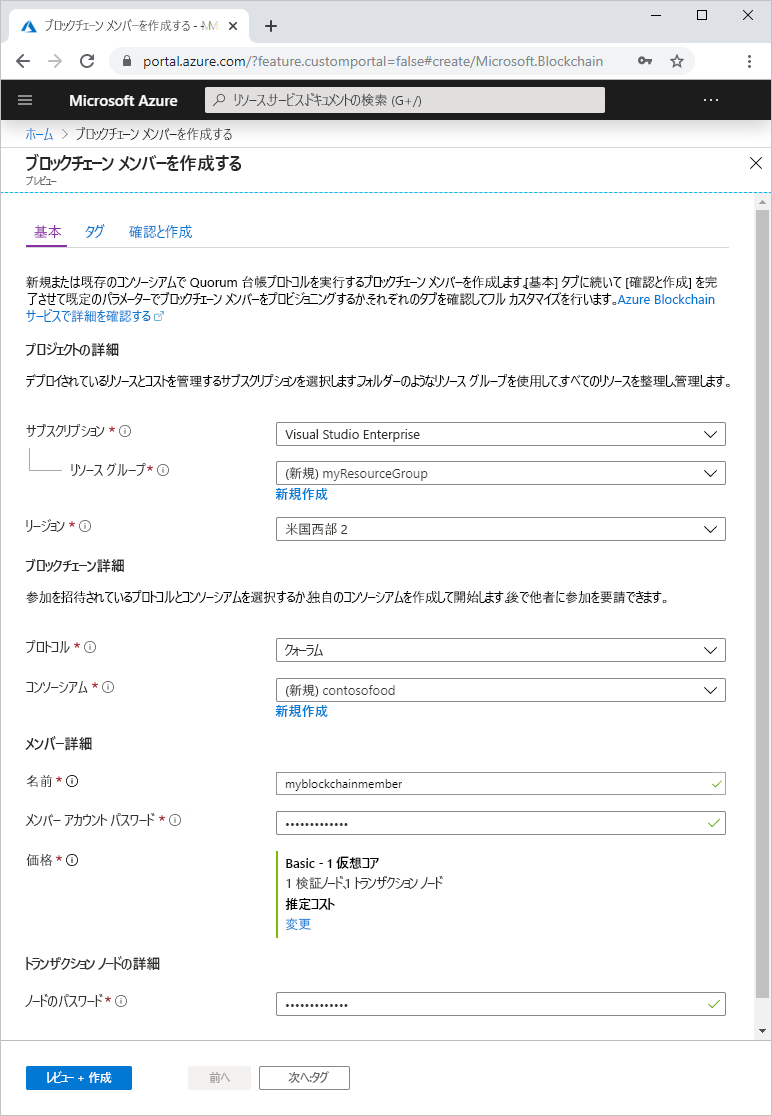 ブロックチェーン メンバーを作成する -
portal.azure.com/?feature.customportal=false#create/Microsoft.Blockchain
Microsoft Azure
リソース,サービス,ドキュメントの検索 (G+/)
ホーム > ブロックチェーン メンバーを作成する
ブロックチェーン メンバーを作成する
プレビュー
基本 タグ 確認と作成
新規または既存のコンソーシアムで Quorum 台帳プロトコルを実行するブロックチェーン メンバーを作成します。[基本] タブに続いて [確認と作成] を完
了させて既定のパラメーターでブロックチェーン メンバーをプロビジョニングするか、それぞれのタブを確認してフル カスタマイズを行います。Azure Blockchain
サービスで詳細を確認する
プロジェクトの詳細
デプロイされているリソースとコストを管理するサブスクリプションを選択します。フォルダーのようなリソース グループを使用して、すべてのリソースを整理し、管理します。
サブスクリプション *
Visual Studio Enterprise
リソース グループ*
(新規) myResourceGroup
新規作成
リージョン *
米国西部 2
ブロックチェーン詳細
参加を招待されているプロトコルとコンソーシアムを選択するか、独自のコンソーシアムを作成して開始します。後で他者に参加を要請できます。
プロトコル *
クォーラム
コンソーシアム *
(新規) contosofood
新規作成
メンバー詳細
名前 *
myblockchainmember
メンバー アカウント パスワード *
•••••••••••••
価格 *
Basic - 1 仮想コア
1 検証ノード,1 トランザクション ノード
推定コスト
変更
トランザクション ノードの詳細
ノードのパスワード*
•••••••••••••
レビュー + 作成
前へ
次へ:タグ